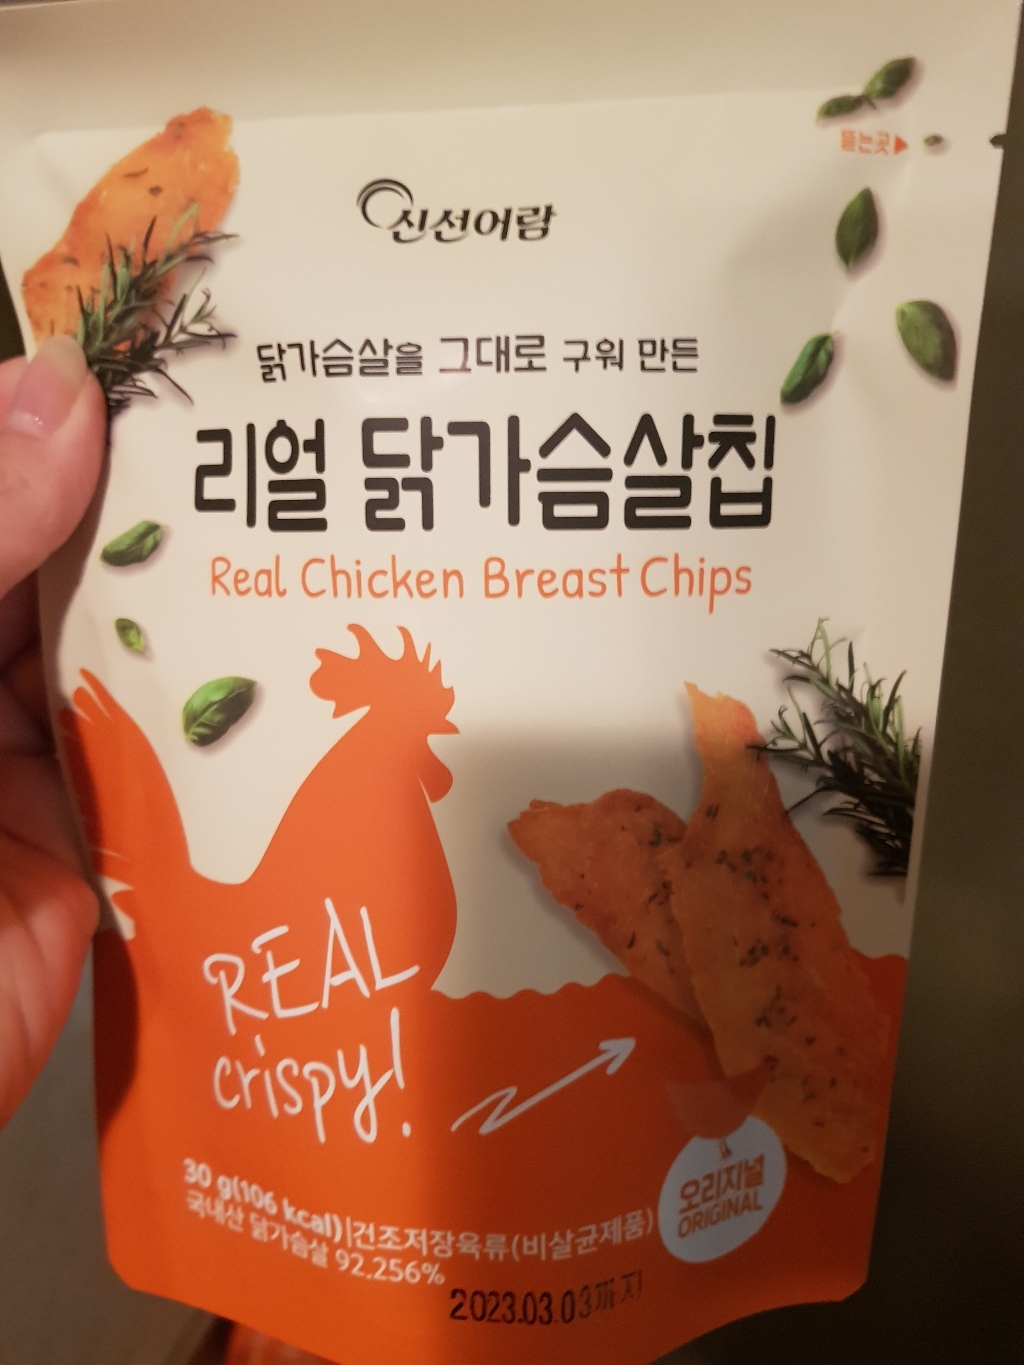 뜯는곳▶
신선어람
닭가슴살을 그대로 구워 만든
리얼 닭가슴살칩
Real Chicken Breast Chips
REAL
crispy!
오리지널
ORIGINAL
30 g(106 kcal)|건조저장육류(비살균제품)
국내산 닭가슴살 92.256%
2023.03.03까지